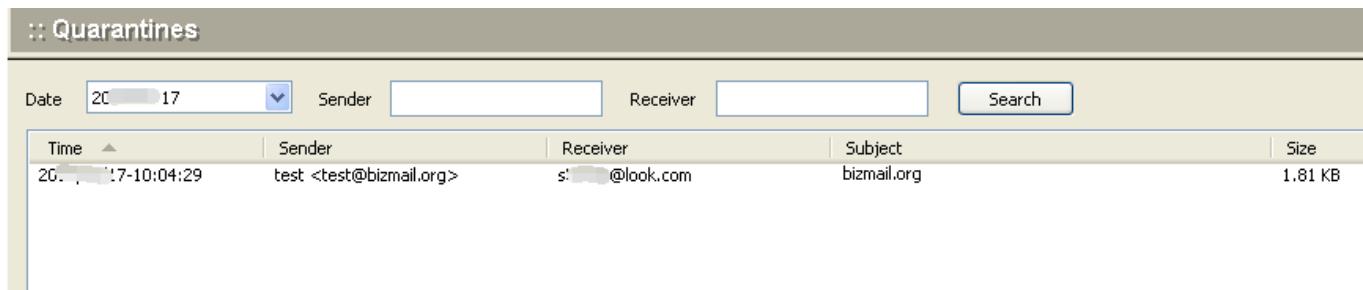 :: Quarantines
Date 20 17 Sender Receiver Search
Time Sender Receiver Subject Size
17-10:04:29 test <test@bizmail.org> @look.com bizmail.org 1.81 KB